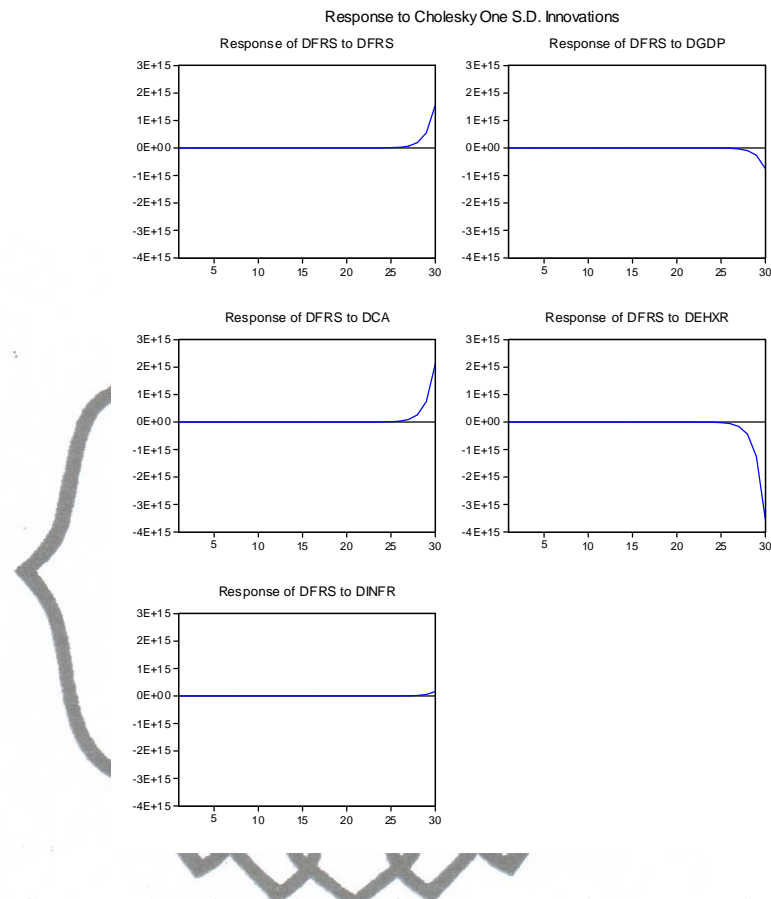 Response to Cholesky One S.D. Innovations
Response of DFRS to DFRS
3E+15
2E+15
1E+15
0E+00
-1E+15
-2E+15
-3E+15
-4E+15
5 10 15 20 25 30
Response of DFRS to DGDP
3E+15
2E+15
1E+15
0E+00
-1E+15
-2E+15
-3E+15
-4E+15
5 10 15 20 25 30
Response of DFRS to DCA
3E+15
2E+15
1E+15
0E+00
-1E+15
-2E+15
-3E+15
-4E+15
5 10 15 20 25 30
Response of DFRS to DEHXR
3E+15
2E+15
1E+15
0E+00
-1E+15
-2E+15
-3E+15
-4E+15
5 10 15 20 25 30
Response of DFRS to DINFR
3E+15
2E+15
1E+15
0E+00
-1E+15
-2E+15
-3E+15
-4E+15
5 10 15 20 25 30